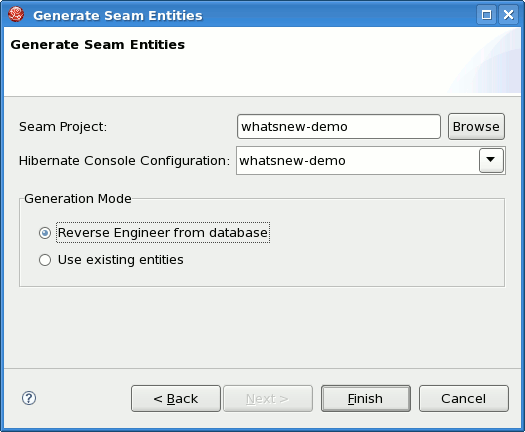 Generate Seam Entities
Generate Seam Entities
Seam Project: whatsnew-demo Browse
Hibernate Console Configuration: whatsnew-demo
Generation Mode
Reverse Engineer from database
Use existing entities
? < Back Next > Finish Cancel